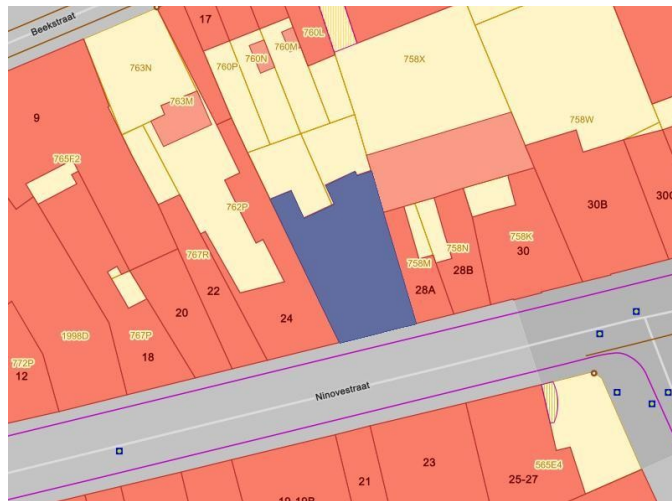 Beekstraat
17
760L
760M
760N
760P
763N
758X
763M
758W
9
765F2
762P
30C
30B
767R
758N
758K
758M
28B
30
28A
22
24
20
1998D
767P
18
772P
12
Ninovestraat
23
21
565E4
25-27
19-19B